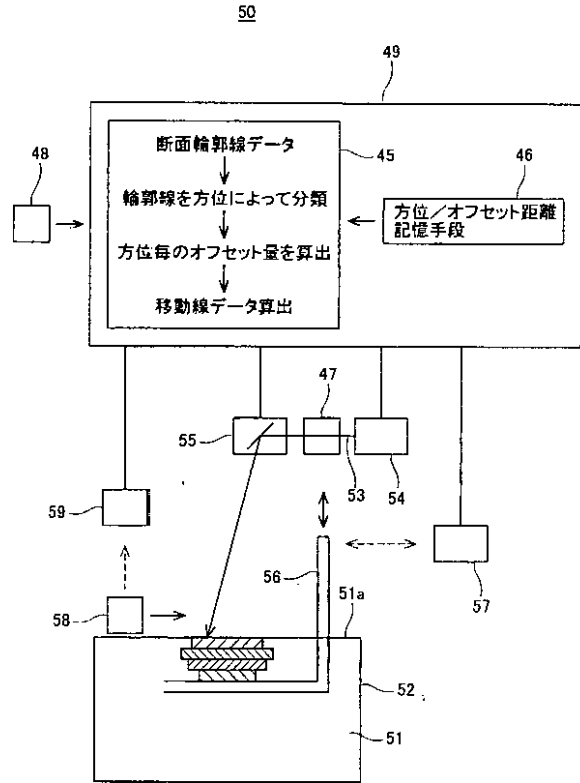 50
49
断面輪郭線データ
45
48
46
輪郭線を方位によって分類
方位／オフセット距離
記憶手段
方位毎のオフセット量を算出
移動線データ算出
47
55
53
54
59
56
57
58
51a
52
51